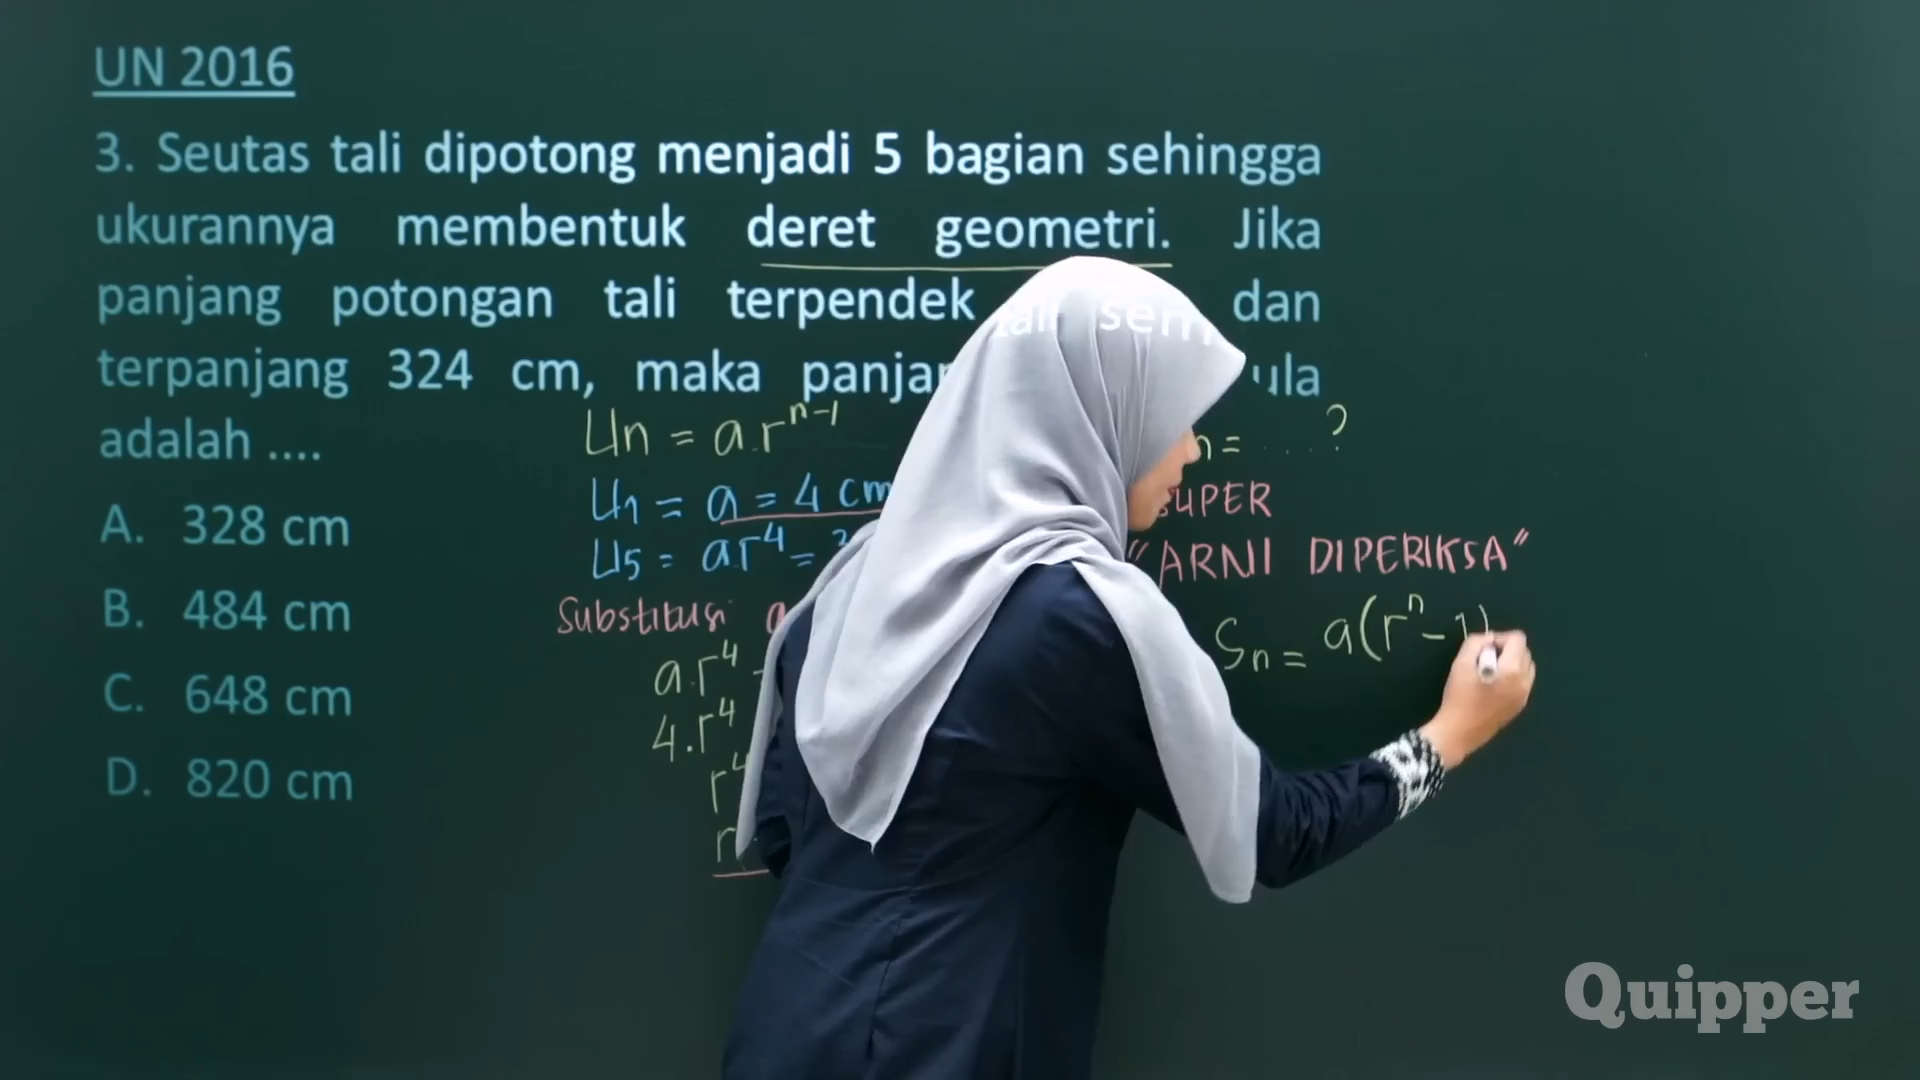 UN 2016
3. Seutas tali dipotong menjadi 5 bagian sehingga
ukurannya membentuk deret geometri. Jika
panjang potongan tali terpendek dan
terpanjang 324 cm, maka
adalah ....
A. 328 cm
B. 484 cm
C. 648 cm
D. 820 cm
Un = a.r^n-1
U1 = a = 4 cm
U5 = ar^4 =
Substitusi
a.r^4
4.r^4
r^4
r
n = ... ?
SUPER
"ARNI DIPERIKSA"
Sn = a(r^n - 1)
Quipper